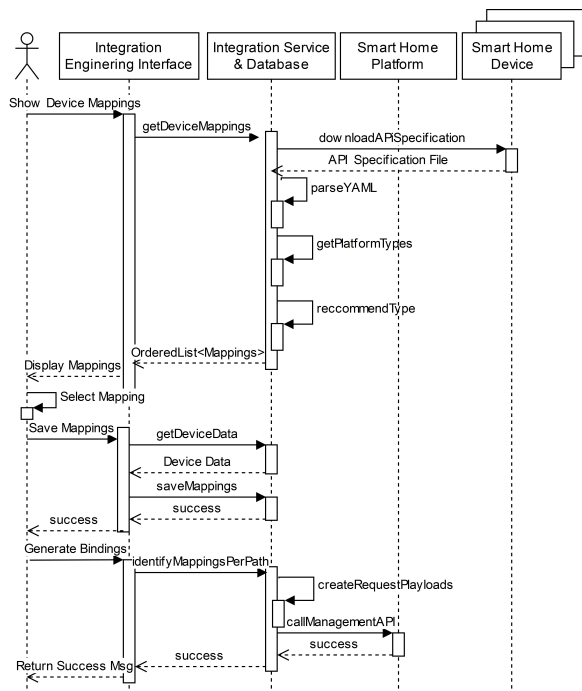 Integration
Enginering Interface
Integration Service
& Database
Smart Home
Platform
Smart Home
Device
Show Device Mappings
getDeviceMappings
downloadAPiSpecification
API Specification File
parseYAML
getPlatformTypes
reccommendType
OrderedList<Mappings>
Display Mappings
Select Mapping
Save Mappings
getDeviceData
Device Data
saveMappings
success
success
Generate Bindings
identifyMappingsPerPath
createRequestPlayloads
callManagementAPI
success
success
Return Success Msg